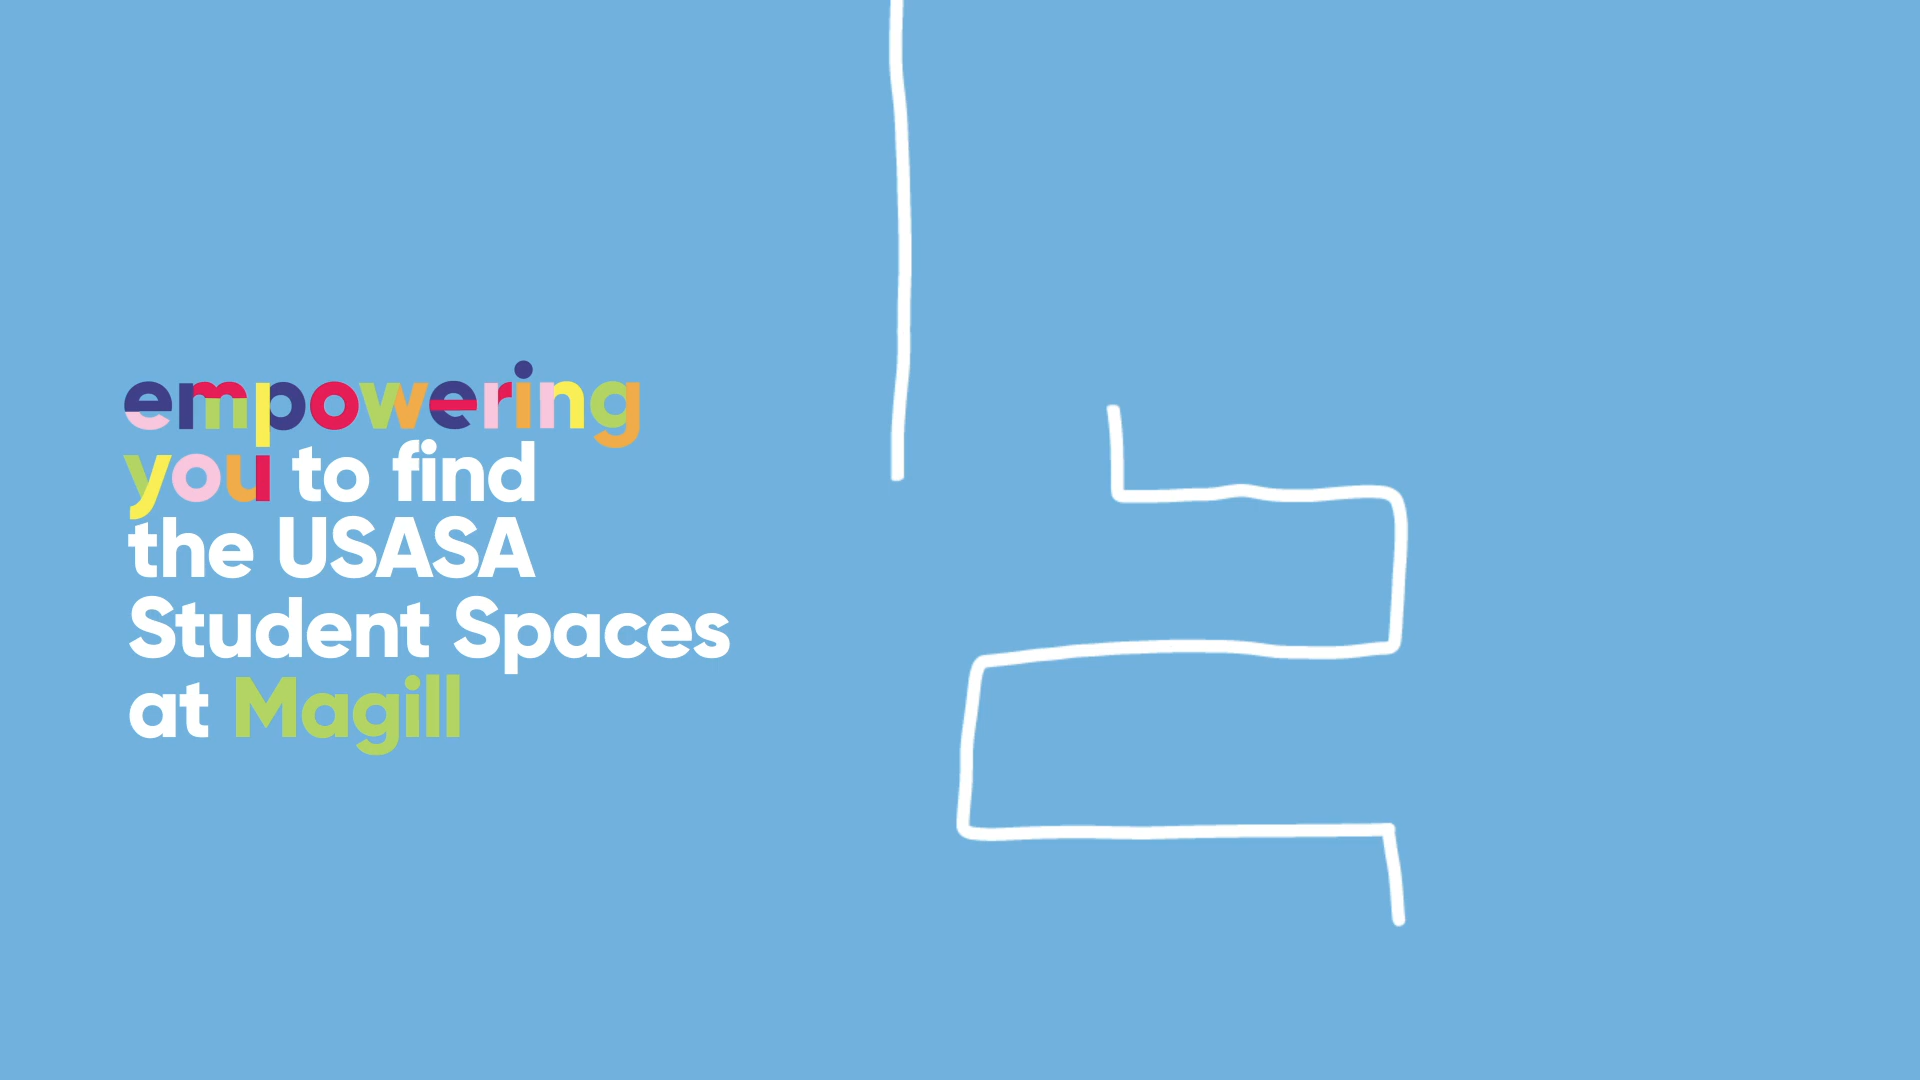 empowering
you to find
the USASA
Student Spaces
at Magill